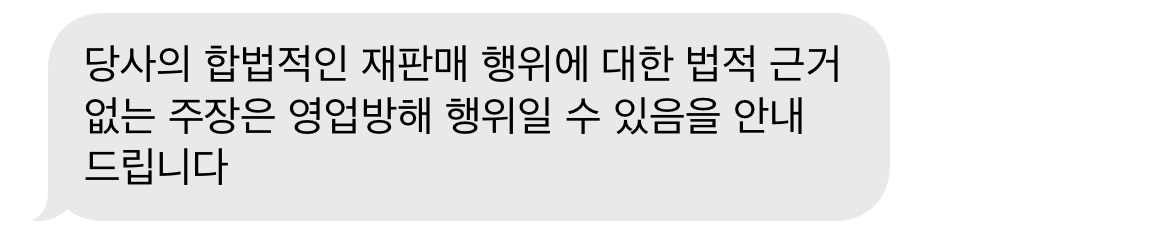 당사의 합법적인 재판매 행위에 대한 법적 근거
없는 주장은 영업방해 행위일 수 있음을 안내
드립니다